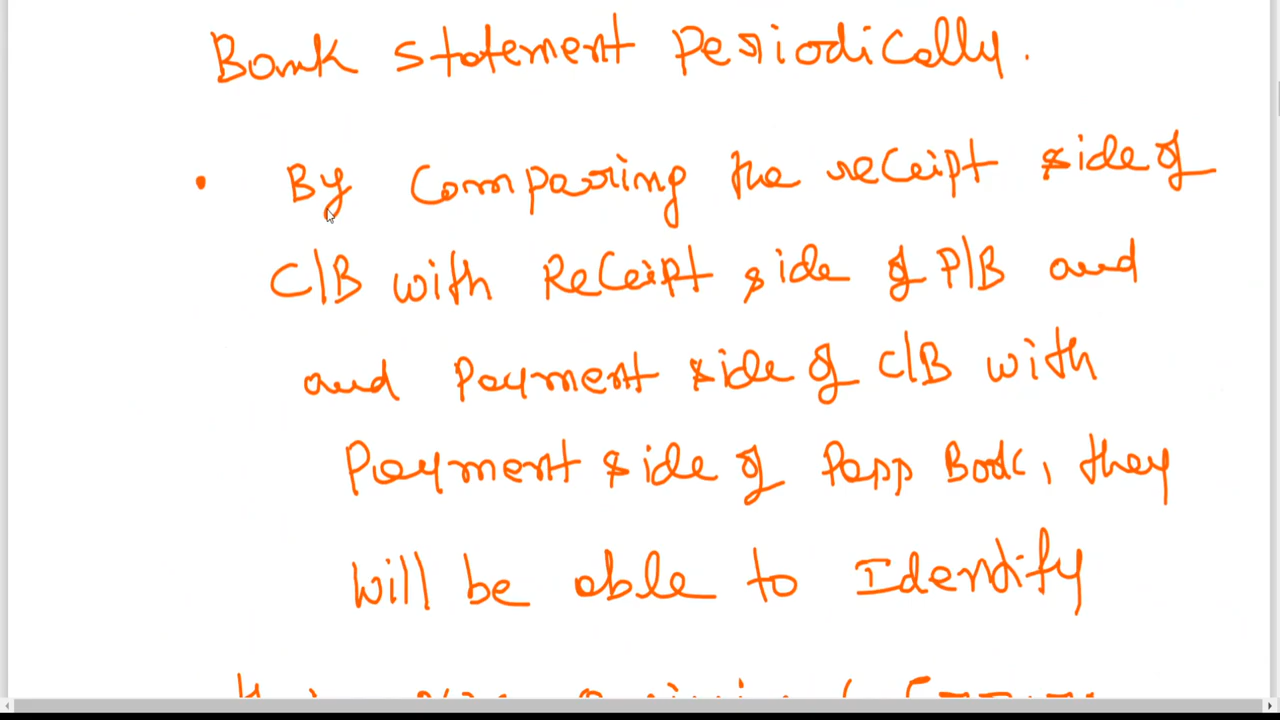 Bank statement Periodically.
• By Comparing the receipt side of
C/B with Receipt side of P/B and
and Payment side of C/B with
Payment side of Pass Book, they
will be able to Identify